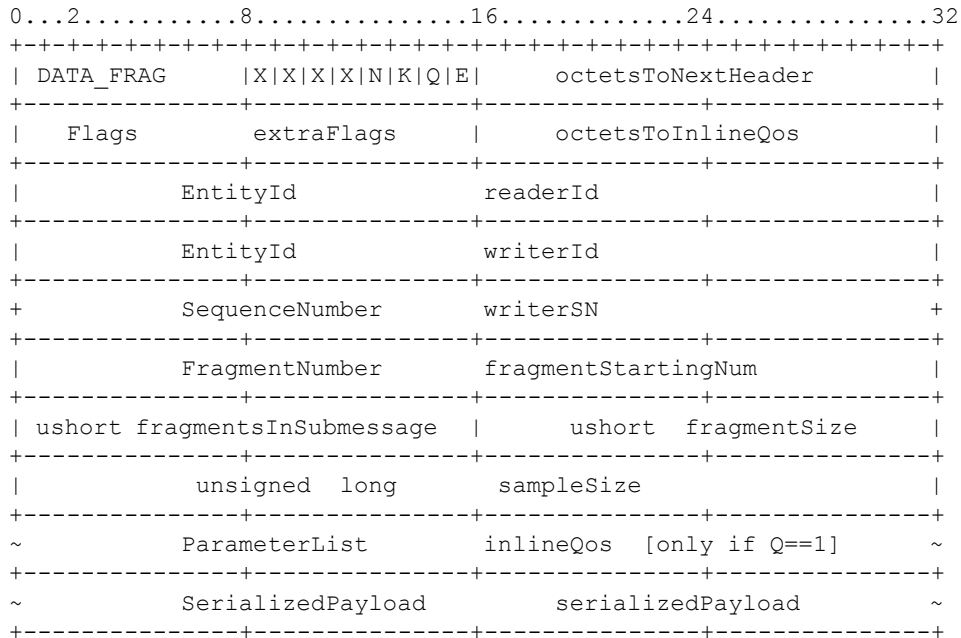 0...2...........8...............16.............24...............32
+-+-+-+-+-+-+-+-+-+-+-+-+-+-+-+-+-+-+-+-+-+-+-+-+-+-+-+-+-+-+-+-+
| DATA_FRAG     |X|X|X|X|N|K|Q|E|     octetsToNextHeader        |
+---------------+---------------+---------------+---------------+
|   Flags         extraFlags    |     octetsToInlineQos         |
+---------------+---------------+---------------+---------------+
|           EntityId             readerId                       |
+---------------+---------------+---------------+---------------+
|           EntityId             writerId                       |
+---------------+---------------+---------------+---------------+
+           SequenceNumber       writerSN                       +
+---------------+---------------+---------------+---------------+
|           FragmentNumber       fragmentStartingNum            |
+---------------+---------------+---------------+---------------+
| ushort fragmentsInSubmessage  |      ushort  fragmentSize     |
+---------------+---------------+---------------+---------------+
|            unsigned  long       sampleSize                    |
+---------------+---------------+---------------+---------------+
~           ParameterList        inlineQos  [only if Q==1]      ~
+---------------+---------------+---------------+---------------+
~           SerializedPayload         serializedPayload         ~
+---------------+---------------+---------------+---------------+